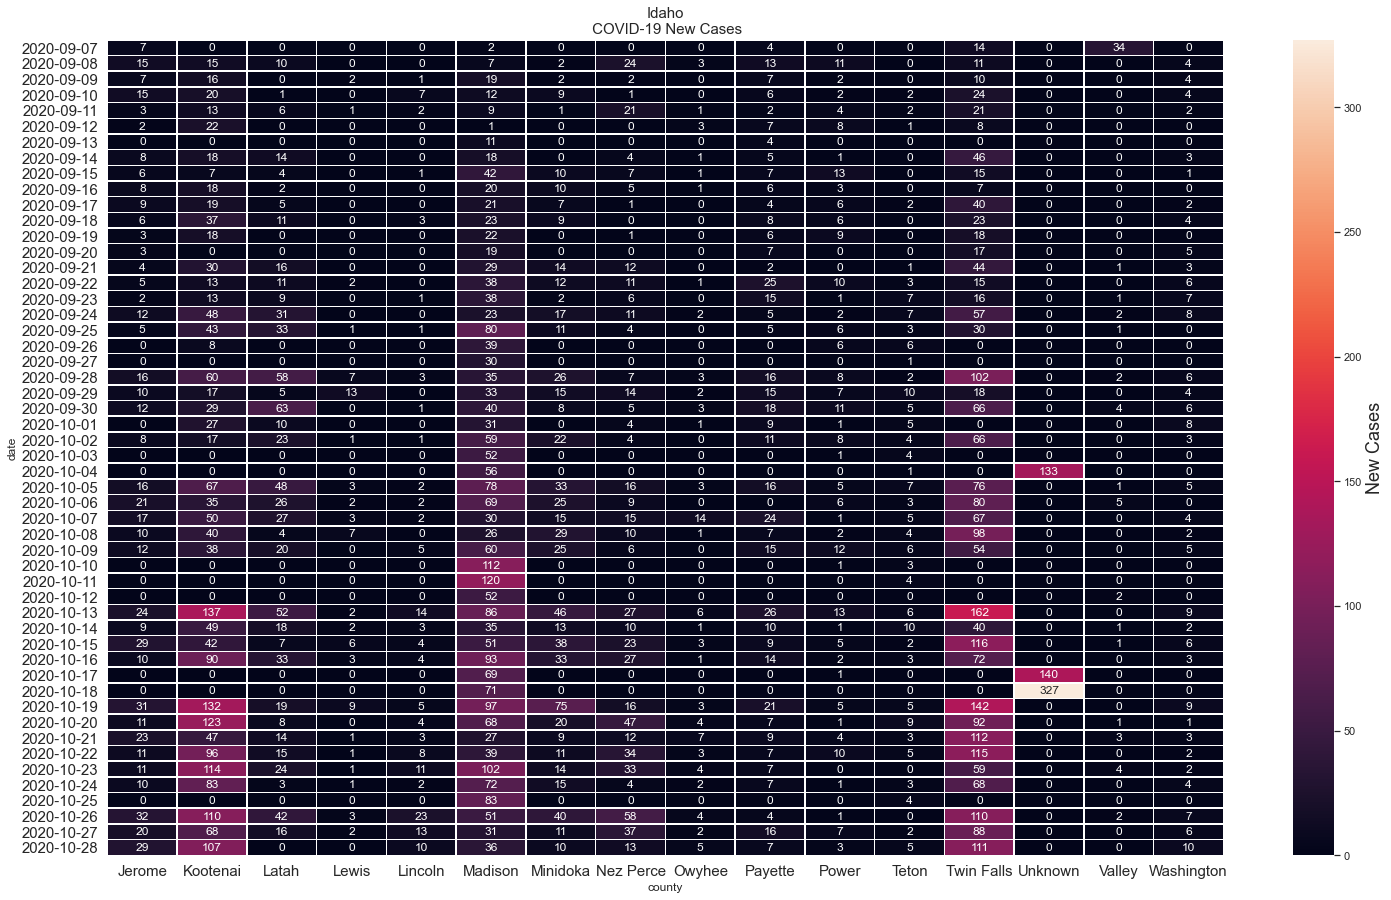 Idaho
COVID-19 New Cases
2020-09-07 7 0 0 0 0 2 0 0 0 4 0 0 14 0 34 0
2020-09-08 15 15 10 0 0 7 2 24 3 13 11 0 11 0 0 4
2020-09-09 7 16 0 2 1 19 2 2 0 7 2 0 10 0 0 4
2020-09-10 15 20 1 0 7 12 9 1 0 6 2 2 24 0 0 4
2020-09-11 3 13 6 1 2 9 1 21 1 2 4 2 21 0 0 2
2020-09-12 2 22 0 0 0 1 0 0 3 7 8 1 8 0 0 0
2020-09-13 0 0 0 0 0 11 0 0 0 4 0 0 0 0 0 0
2020-09-14 8 18 14 0 0 18 0 4 1 5 1 0 46 0 0 3
2020-09-15 6 7 4 0 1 42 10 7 1 7 13 0 15 0 0 1
2020-09-16 8 18 2 0 0 20 10 5 1 6 3 0 7 0 0 0
2020-09-17 9 19 5 0 0 21 7 1 0 4 6 2 40 0 0 2
2020-09-18 6 37 11 0 3 23 9 0 0 8 6 0 23 0 0 4
2020-09-19 3 18 0 0 0 22 0 1 0 6 9 0 18 0 0 0
2020-09-20 3 0 0 0 0 19 0 0 0 7 0 0 17 0 0 5
2020-09-21 4 30 16 0 0 29 14 12 0 2 0 1 44 0 1 3
2020-09-22 5 13 11 2 0 38 12 11 1 25 10 3 15 0 0 6
2020-09-23 2 13 9 0 1 38 2 6 0 15 1 7 16 0 1 7
2020-09-24 12 48 31 0 0 23 17 11 2 5 2 7 57 0 2 8
2020-09-25 5 43 33 1 1 80 11 4 0 5 6 3 30 0 1 0
2020-09-26 0 8 0 0 0 39 0 0 0 0 6 6 0 0 0 0
2020-09-27 0 0 0 0 0 30 0 0 0 0 0 1 0 0 0 0
2020-09-28 16 60 58 7 3 35 26 7 3 16 8 2 102 0 2 6
2020-09-29 10 17 5 13 0 33 15 14 2 15 7 10 18 0 0 4
2020-09-30 12 29 63 0 1 40 8 5 3 18 11 5 66 0 4 6
2020-10-01 0 27 10 0 0 31 0 4 1 9 1 5 0 0 0 8
2020-10-02 8 17 23 1 1 59 22 4 0 11 8 4 66 0 0 3
2020-10-03 0 0 0 0 0 52 0 0 0 0 1 4 0 0 0 0
2020-10-04 0 0 0 0 0 56 0 0 0 0 0 1 0 133 0 0
2020-10-05 16 67 48 3 2 78 33 16 3 16 5 7 76 0 1 5
2020-10-06 21 35 26 2 2 69 25 9 0 0 6 3 80 0 5 0
2020-10-07 17 50 27 3 2 30 15 15 14 24 1 5 67 0 0 4
2020-10-08 10 40 4 7 0 26 29 10 1 7 2 4 98 0 0 2
2020-10-09 12 38 20 0 5 60 25 6 0 15 12 6 54 0 0 5
2020-10-10 0 0 0 0 0 112 0 0 0 0 1 3 0 0 0 0
2020-10-11 0 0 0 0 0 120 0 0 0 0 0 4 0 0 0 0
2020-10-12 0 0 0 0 0 52 0 0 0 0 0 0 0 0 2 0
2020-10-13 24 137 52 2 14 86 46 27 6 26 13 6 162 0 0 9
2020-10-14 9 49 18 2 3 35 13 10 1 10 1 10 40 0 1 2
2020-10-15 29 42 7 6 4 51 38 23 3 9 5 2 116 0 1 6
2020-10-16 10 90 33 3 4 93 33 27 1 14 2 3 72 0 0 3
2020-10-17 0 0 0 0 0 69 0 0 0 0 1 0 0 140 0 0
2020-10-18 0 0 0 0 0 71 0 0 0 0 0 0 0 327 0 0
2020-10-19 31 132 19 9 5 97 75 16 3 21 5 5 142 0 0 9
2020-10-20 11 123 8 0 4 68 20 47 4 7 1 9 92 0 1 1
2020-10-21 23 47 14 1 3 27 9 12 7 9 4 3 112 0 3 3
2020-10-22 11 96 15 1 8 39 11 34 3 7 10 5 115 0 0 2
2020-10-23 11 114 24 1 11 102 14 33 4 7 0 0 59 0 4 2
2020-10-24 10 83 3 1 2 72 15 4 2 7 1 3 68 0 0 4
2020-10-25 0 0 0 0 0 83 0 0 0 0 0 4 0 0 0 0
2020-10-26 32 110 42 3 23 51 40 58 4 4 1 0 110 0 2 7
2020-10-27 20 68 16 2 13 31 11 37 2 16 7 2 88 0 0 6
2020-10-28 29 107 0 0 10 36 10 13 5 7 3 5 111 0 0 10
Jerome Kootenai Latah Lewis Lincoln Madison Minidoka Nez Perce Owyhee Payette Power Teton Twin Falls Unknown Valley Washington
county
date
300
250
200
150
100
50
0
New Cases